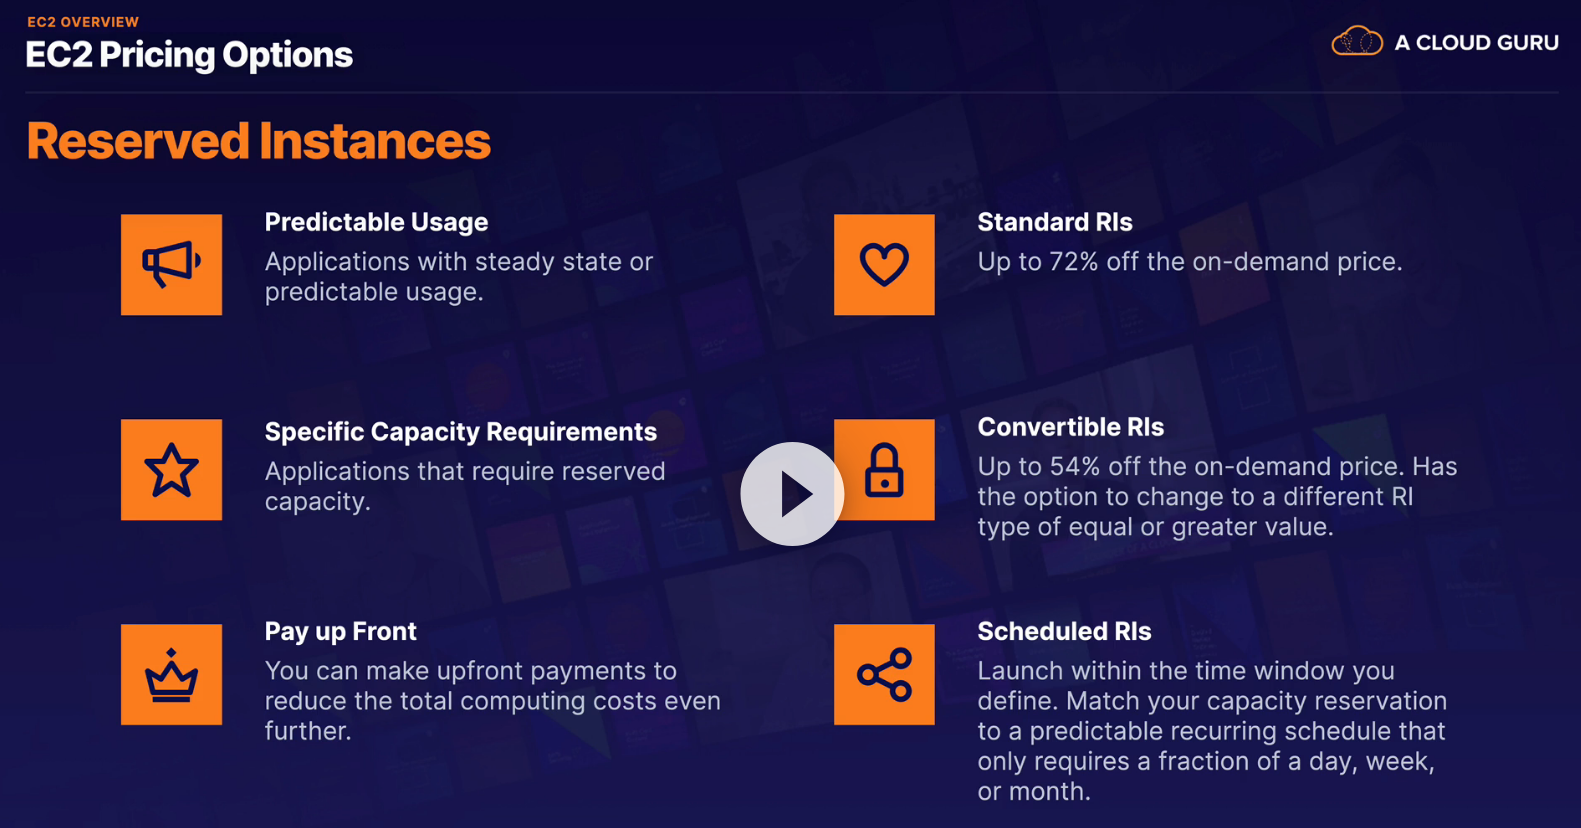 EC2 OVERVIEW
EC2 Pricing Options
A CLOUD GURU
Reserved Instances
Predictable Usage
Applications with steady state or
predictable usage.
Specific Capacity Requirements
Applications that require reserved
capacity.
Pay up Front
You can make upfront payments to
reduce the total computing costs even
further.
Standard RIs
Up to 72% off the on-demand price.
Convertible RIs
Up to 54% off the on-demand price. Has
the option to change to a different RI
type of equal or greater value.
Scheduled RIs
Launch within the time window you
define. Match your capacity reservation
to a predictable recurring schedule that
only requires a fraction of a day, week,
or month.